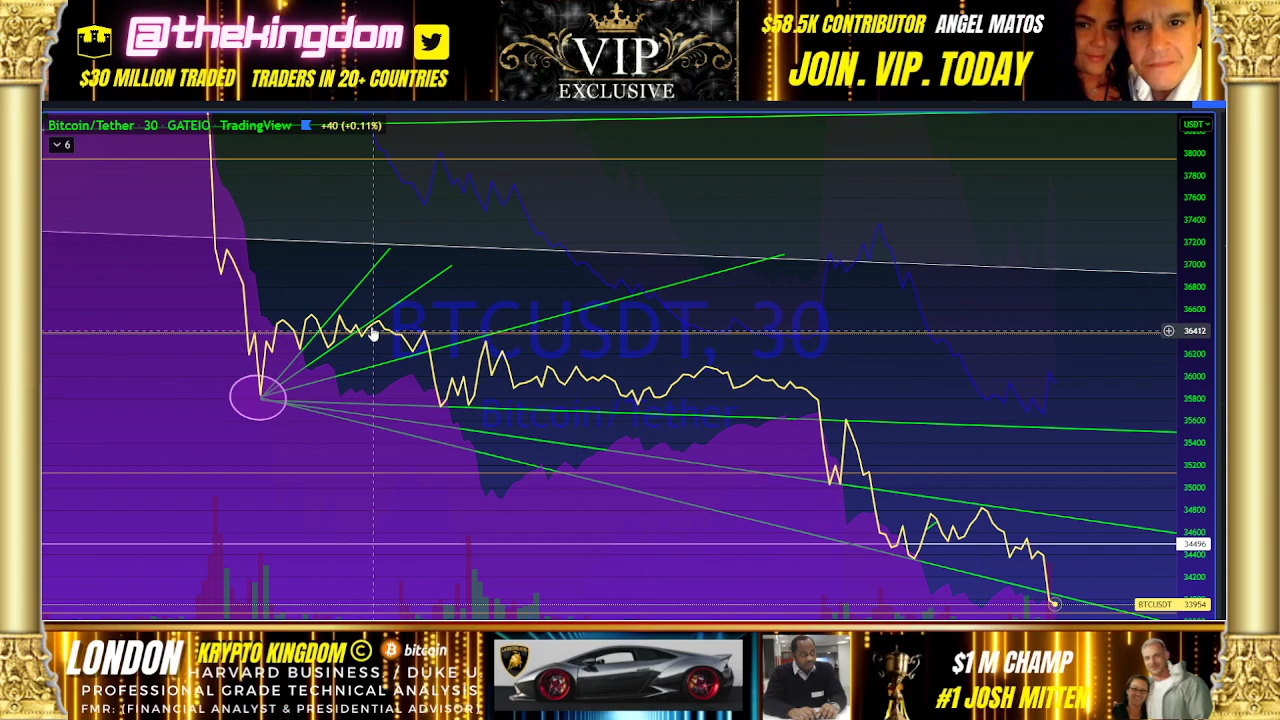 @thekingdom
$30 MILLION TRADED TRADERS IN 20+ COUNTRIES
VIP
EXCLUSIVE
$58.5K CONTRIBUTOR ANGEL MATOS
JOIN. VIP. TODAY
Bitcoin/Tether 30 GATEIO TradingView +40 (+0.11%)
6
USDT
38000
37800
37600
37400
37200
37000
36800
36600
36412
36200
36000
35800
35600
35400
35200
35000
34800
34600
34496
34400
34200
BTCUSDT 33954
BTCUSDT, 30
Bitcoin/Tether
LONDON
KRYPTO KINGDOM © bitcoin
HARVARD BUSINESS. / DUKE U.
PROFESSIONAL GRADE TECHNICAL ANALYSIS
FMR: (FINANCIAL ANALYST & PRESIDENTIAL ADVISOR)
$1 M CHAMP
#1 JOSH MITTEN